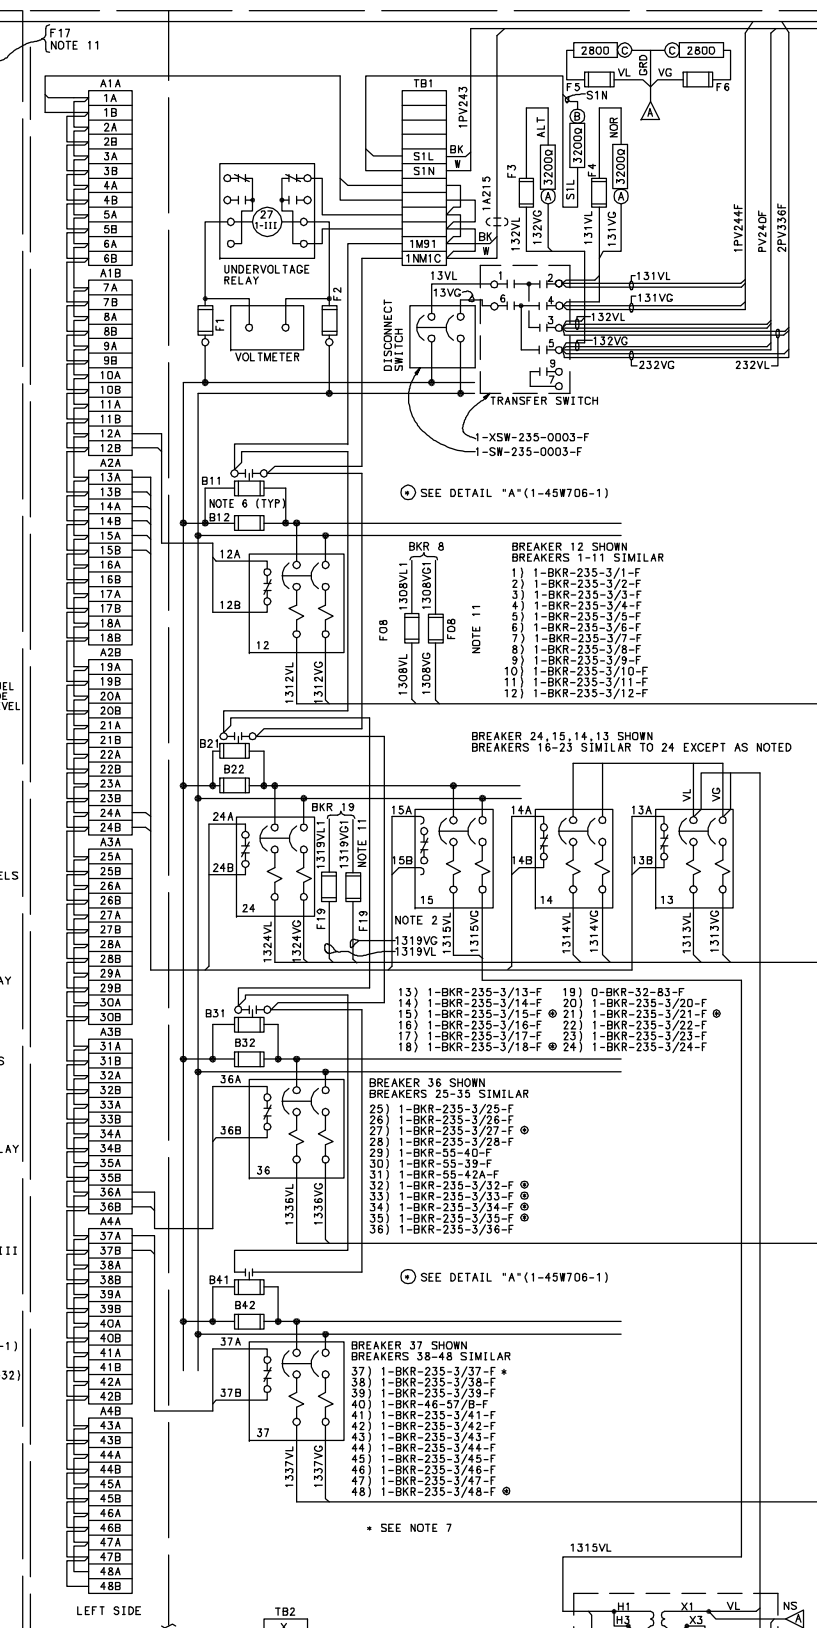 F17
NOTE 11
A1A
1A
1B
2A
2B
3A
3B
4A
4B
5A
5B
6A
6B
A1B
7A
7B
8A
8B
9A
9B
10A
10B
11A
11B
12A
12B
A2A
13A
13B
14A
14B
15A
15B
16A
16B
17A
17B
18A
18B
A2B
19A
19B
20A
20B
21A
21B
22A
22B
23A
23B
24A
24B
A3A
25A
25B
26A
26B
27A
27B
28A
28B
29A
29B
30A
30B
A3B
31A
31B
32A
32B
33A
33B
34A
34B
35A
35B
36A
36B
A4A
37A
37B
38A
38B
39A
39B
40A
40B
41A
41B
42A
42B
A4B
43A
43B
44A
44B
45A
45B
46A
46B
47A
47B
48A
48B
LEFT SIDE
UEL
VEL
ELS
AY
S
LAY
III
-1)
32)
27
1-III
UNDERVOLTAGE
RELAY
F1
F2
VOLTMETER
TB1
S1L
S1N
1M91
1NM1C
1PV243
BK
W
1A215
BK
W
2800
C
C
2800
GRD
VL
VG
F5
F6
S1N
A
F3
ALT
3200Ω
A
132VL
132VG
B
3200Ω
S1L
F4
NOR
3200Ω
A
131VL
131VG
1PV244F
PV240F
2PV336F
13VL
13VG
1
2
6
4
3
5
9
7
131VL
131VG
132VL
132VG
232VG
232VL
DISCONNECT
SWITCH
TRANSFER SWITCH
1-XSW-235-0003-F
1-SW-235-0003-F
B11
NOTE 6 (TYP)
B12
* SEE DETAIL "A"(1-45W706-1)
12A
12B
12
1312VL
1312VG
BKR 8
1308VL1
1308VG1
F08
F08
1308VL
1308VG
NOTE 11
BREAKER 12 SHOWN
BREAKERS 1-11 SIMILAR
1) 1-BKR-235-3/1-F
2) 1-BKR-235-3/2-F
3) 1-BKR-235-3/3-F
4) 1-BKR-235-3/4-F
5) 1-BKR-235-3/5-F
6) 1-BKR-235-3/6-F
7) 1-BKR-235-3/7-F
8) 1-BKR-235-3/8-F
9) 1-BKR-235-3/9-F
10) 1-BKR-235-3/10-F
11) 1-BKR-235-3/11-F
12) 1-BKR-235-3/12-F
B21
B22
BREAKER 24,15,14,13 SHOWN
BREAKERS 16-23 SIMILAR TO 24 EXCEPT AS NOTED
24A
24B
24
1324VL
1324VG
BKR 19
1319VL1
1319VG1
NOTE 11
F19
F19
1319VG
1319VL
15A
15B
15
NOTE 2
1315VL
1315VG
14A
14B
14
1314VL
1314VG
VL
VG
13A
13B
13
1313VL
1313VG
13) 1-BKR-235-3/13-F
14) 1-BKR-235-3/14-F
15) 1-BKR-235-3/15-F *
16) 1-BKR-235-3/16-F
17) 1-BKR-235-3/17-F
18) 1-BKR-235-3/18-F *
19) 0-BKR-32-83-F
20) 1-BKR-235-3/20-F
21) 1-BKR-235-3/21-F *
22) 1-BKR-235-3/22-F
23) 1-BKR-235-3/23-F
24) 1-BKR-235-3/24-F
B31
B32
36A
36B
36
1336VL
1336VG
BREAKER 36 SHOWN
BREAKERS 25-35 SIMILAR
25) 1-BKR-235-3/25-F
26) 1-BKR-235-3/26-F
27) 1-BKR-235-3/27-F *
28) 1-BKR-235-3/28-F
29) 1-BKR-55-40-F
30) 1-BKR-55-39-F
31) 1-BKR-55-42A-F
32) 1-BKR-235-3/32-F *
33) 1-BKR-235-3/33-F *
34) 1-BKR-235-3/34-F *
35) 1-BKR-235-3/35-F *
36) 1-BKR-235-3/36-F
* SEE DETAIL "A"(1-45W706-1)
B41
B42
37A
37B
37
1337VL
1337VG
BREAKER 37 SHOWN
BREAKERS 38-48 SIMILAR
37) 1-BKR-235-3/37-F *
38) 1-BKR-235-3/38-F
39) 1-BKR-235-3/39-F
40) 1-BKR-46-57/B-F
41) 1-BKR-235-3/41-F
42) 1-BKR-235-3/42-F
43) 1-BKR-235-3/43-F
44) 1-BKR-235-3/44-F
45) 1-BKR-235-3/45-F
46) 1-BKR-235-3/46-F
47) 1-BKR-235-3/47-F
48) 1-BKR-235-3/48-F *
* SEE NOTE 7
1315VL
TB2
X
H1
X1
VL
NS
A
H3
X3